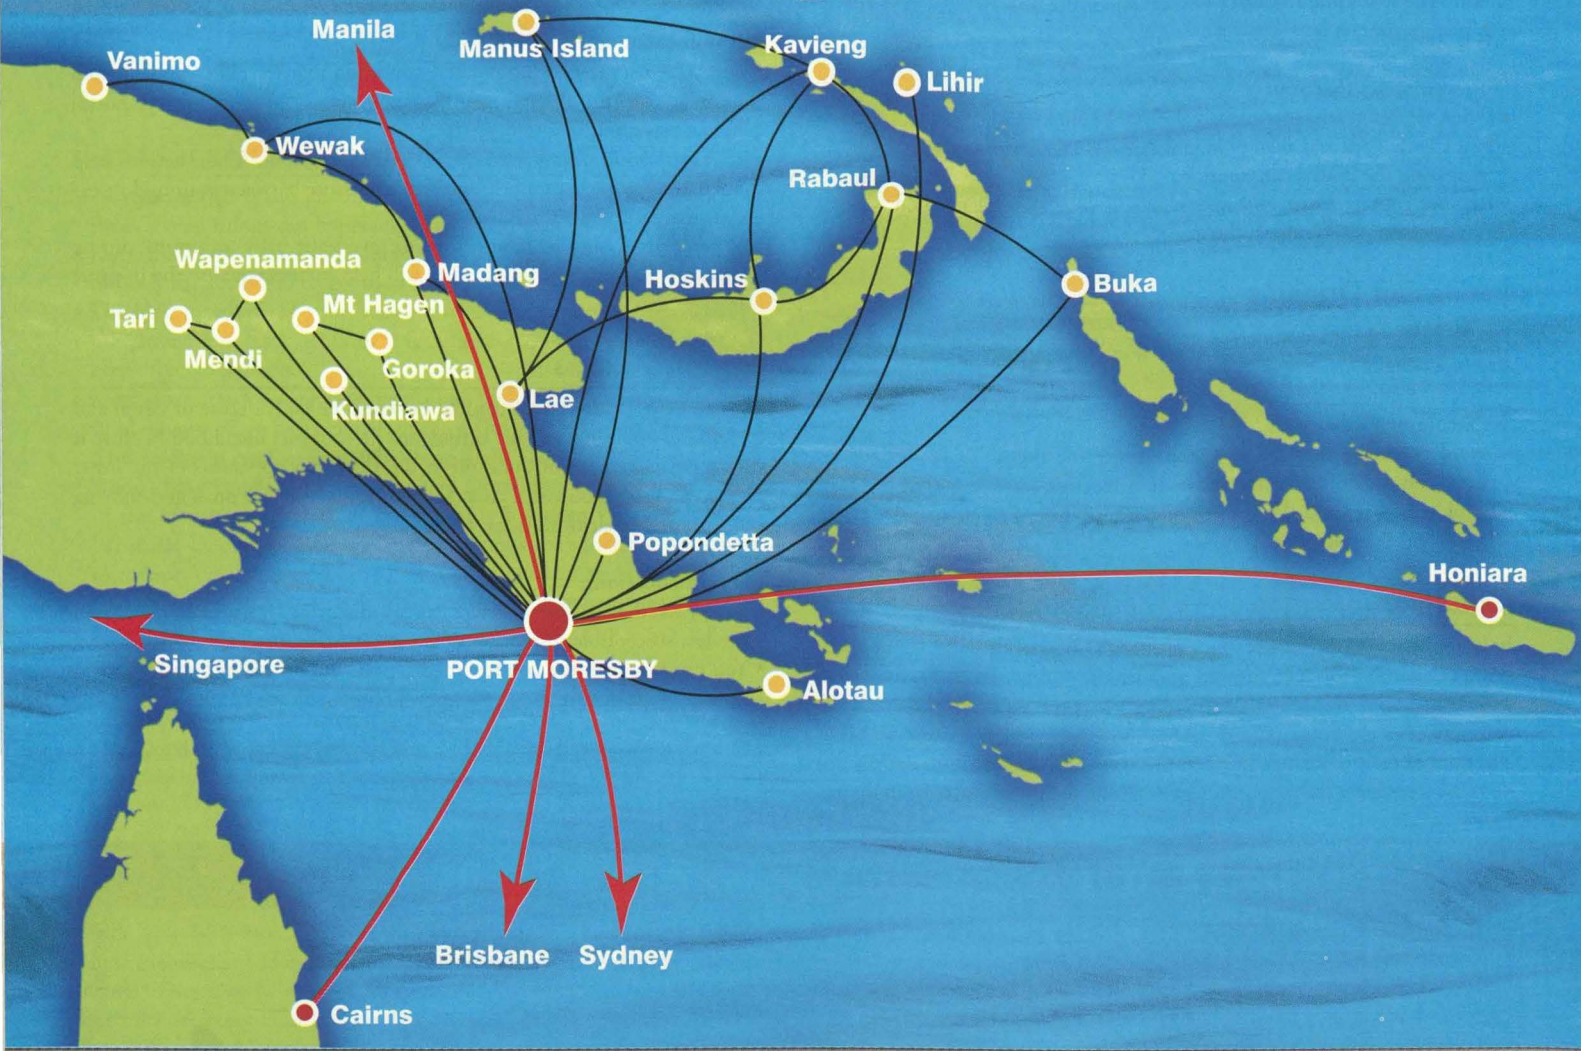 Manila
Manus Island
Kavieng
Vanimo
Lihir
Wewak
Rabaul
Wapenamanda
Madang
Hoskins
Buka
Tari
Mt Hagen
Mendi
Goroka
Lae
Kundiawa
Popondetta
Honiara
Singapore
PORT MORESBY
Alotau
Brisbane
Sydney
Cairns